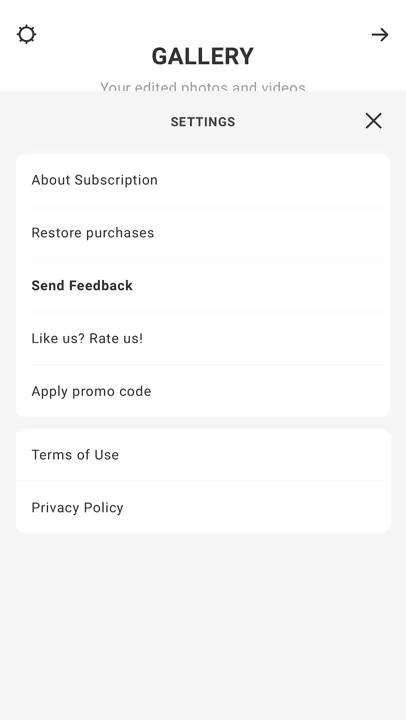 GALLERY
Your edited photos and videos
SETTINGS
About Subscription
Restore purchases
Send Feedback
Like us? Rate us!
Apply promo code
Terms of Use
Privacy Policy